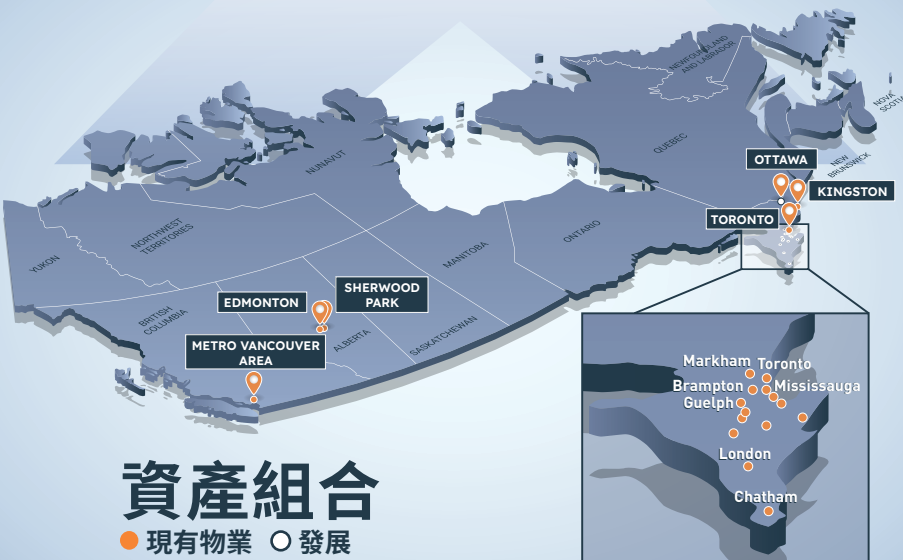 NEWFOUNDLAND
AND LABRADOR
NOVA
SCOTIA
QUEBEC
NEW
BRUNSWICK
OTTAWA
KINGSTON
TORONTO
NUNAVUT
ONTARIO
NORTHWEST
TERRITORIES
MANITOBA
YUKON
SHERWOOD
PARK
EDMONTON
BRITISH
COLUMBIA
ALBERTA
SASKATCHEWAN
METRO VANCOUVER
AREA
Markham Toronto
Brampton Mississauga
Guelph
London
Chatham
資產組合
現有物業 發展